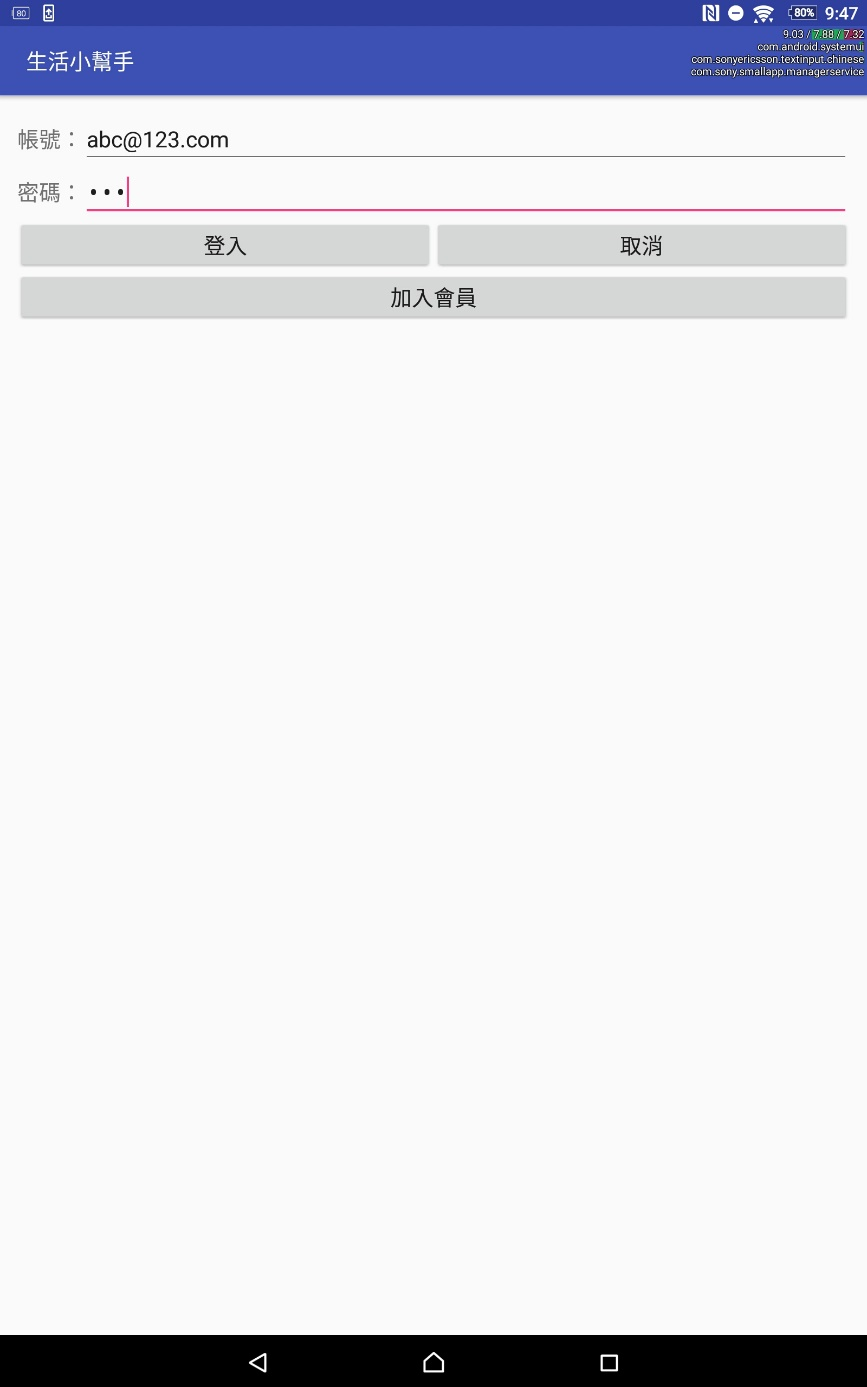 80 80% 9:47
9.03 / 7.88 / 7.32
com.android.systemui
com.sonyericsson.textinput.chinese
com.sony.smallapp.managerservice
生活小幫手
帳號： abc@123.com
密碼： •••
登入 取消
加入會員